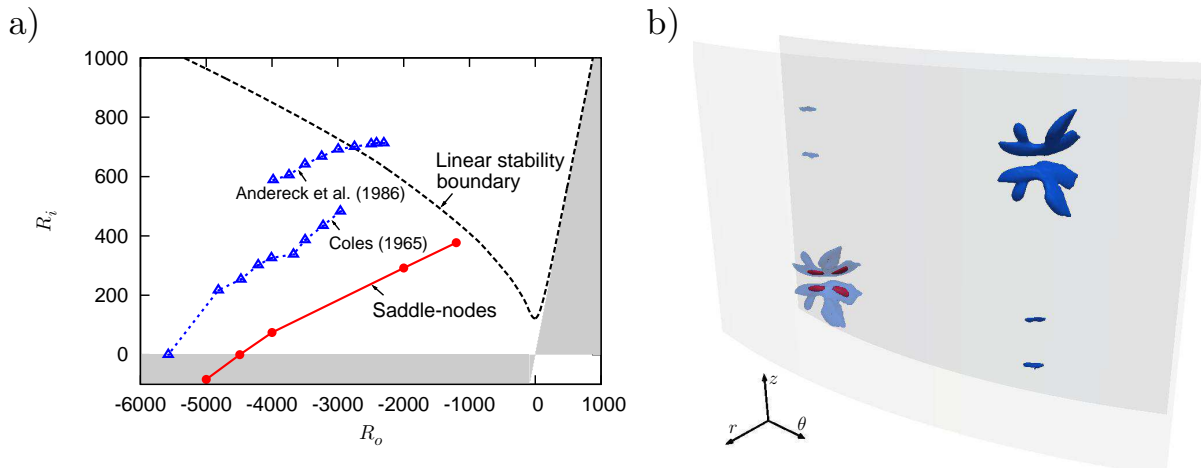 a)
1000
800
600
400
200
0
R_i
-6000 -5000 -4000 -3000 -2000 -1000 0 1000
R_o
Andereck et al. (1986)
Coles (1965)
Linear stability
boundary
Saddle-nodes
b)
z
r
θ